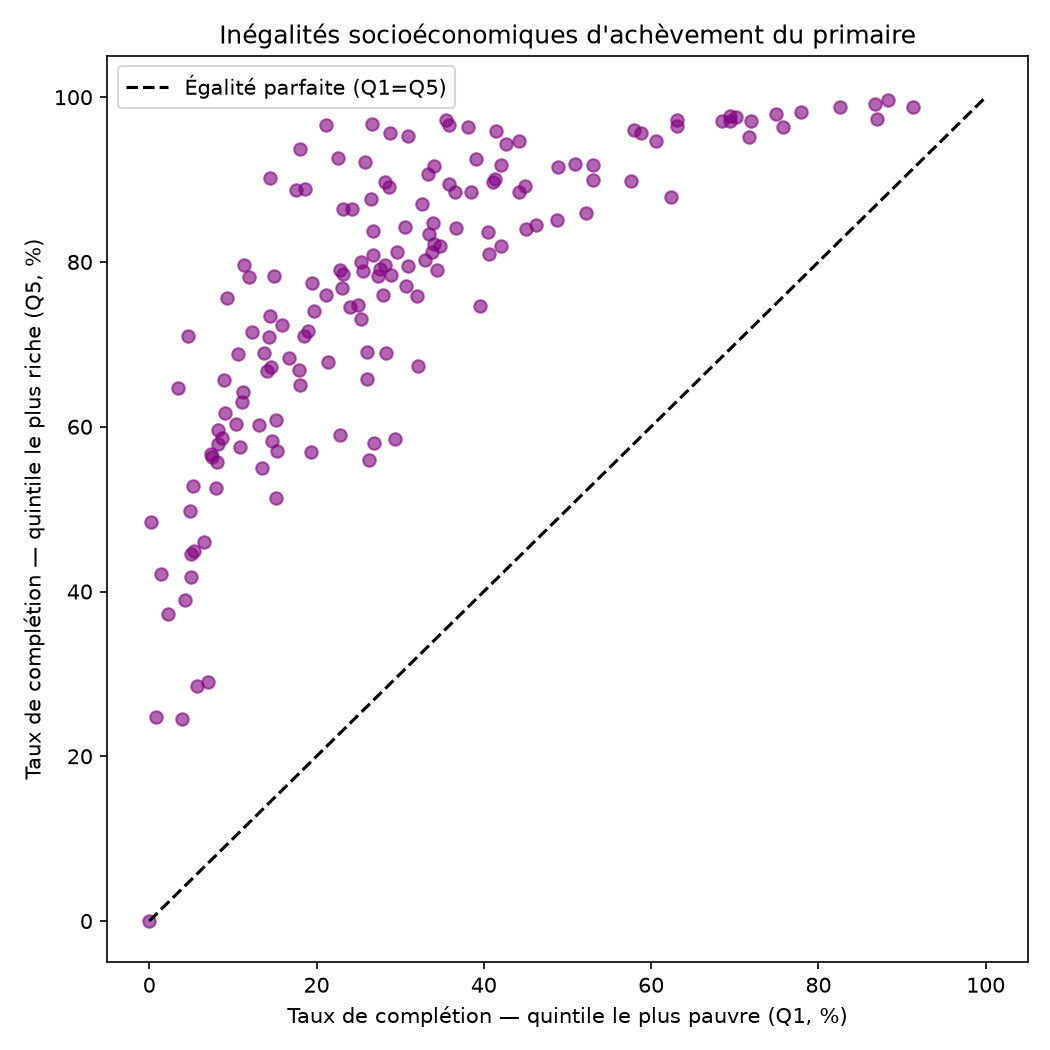 Inégalités socioéconomiques d'achèvement du primaire
Égalité parfaite (Q1=Q5)
Taux de complétion — quintile le plus riche (Q5, %)
100
80
60
40
20
0
0 20 40 60 80 100
Taux de complétion — quintile le plus pauvre (Q1, %)